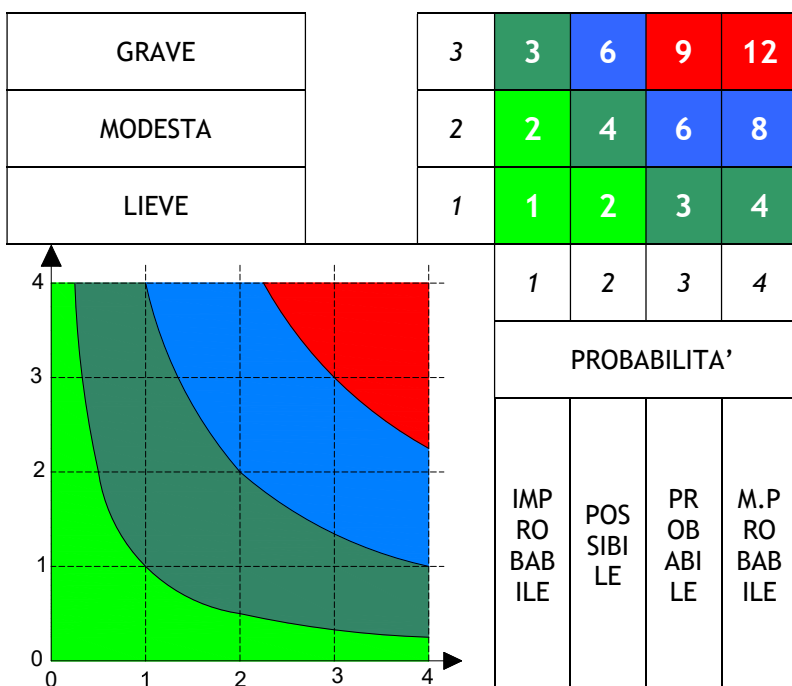 GRAVE 3 3 6 9 12
MODESTA 2 2 4 6 8
LIEVE 1 1 2 3 4
1 2 3 4
PROBABILITA’
IMP
RO
BAB
ILE
POS
SIBI
LE
PR
OB
ABI
LE
M.P
RO
BAB
ILE
4
3
2
1
0
0 1 2 3 4